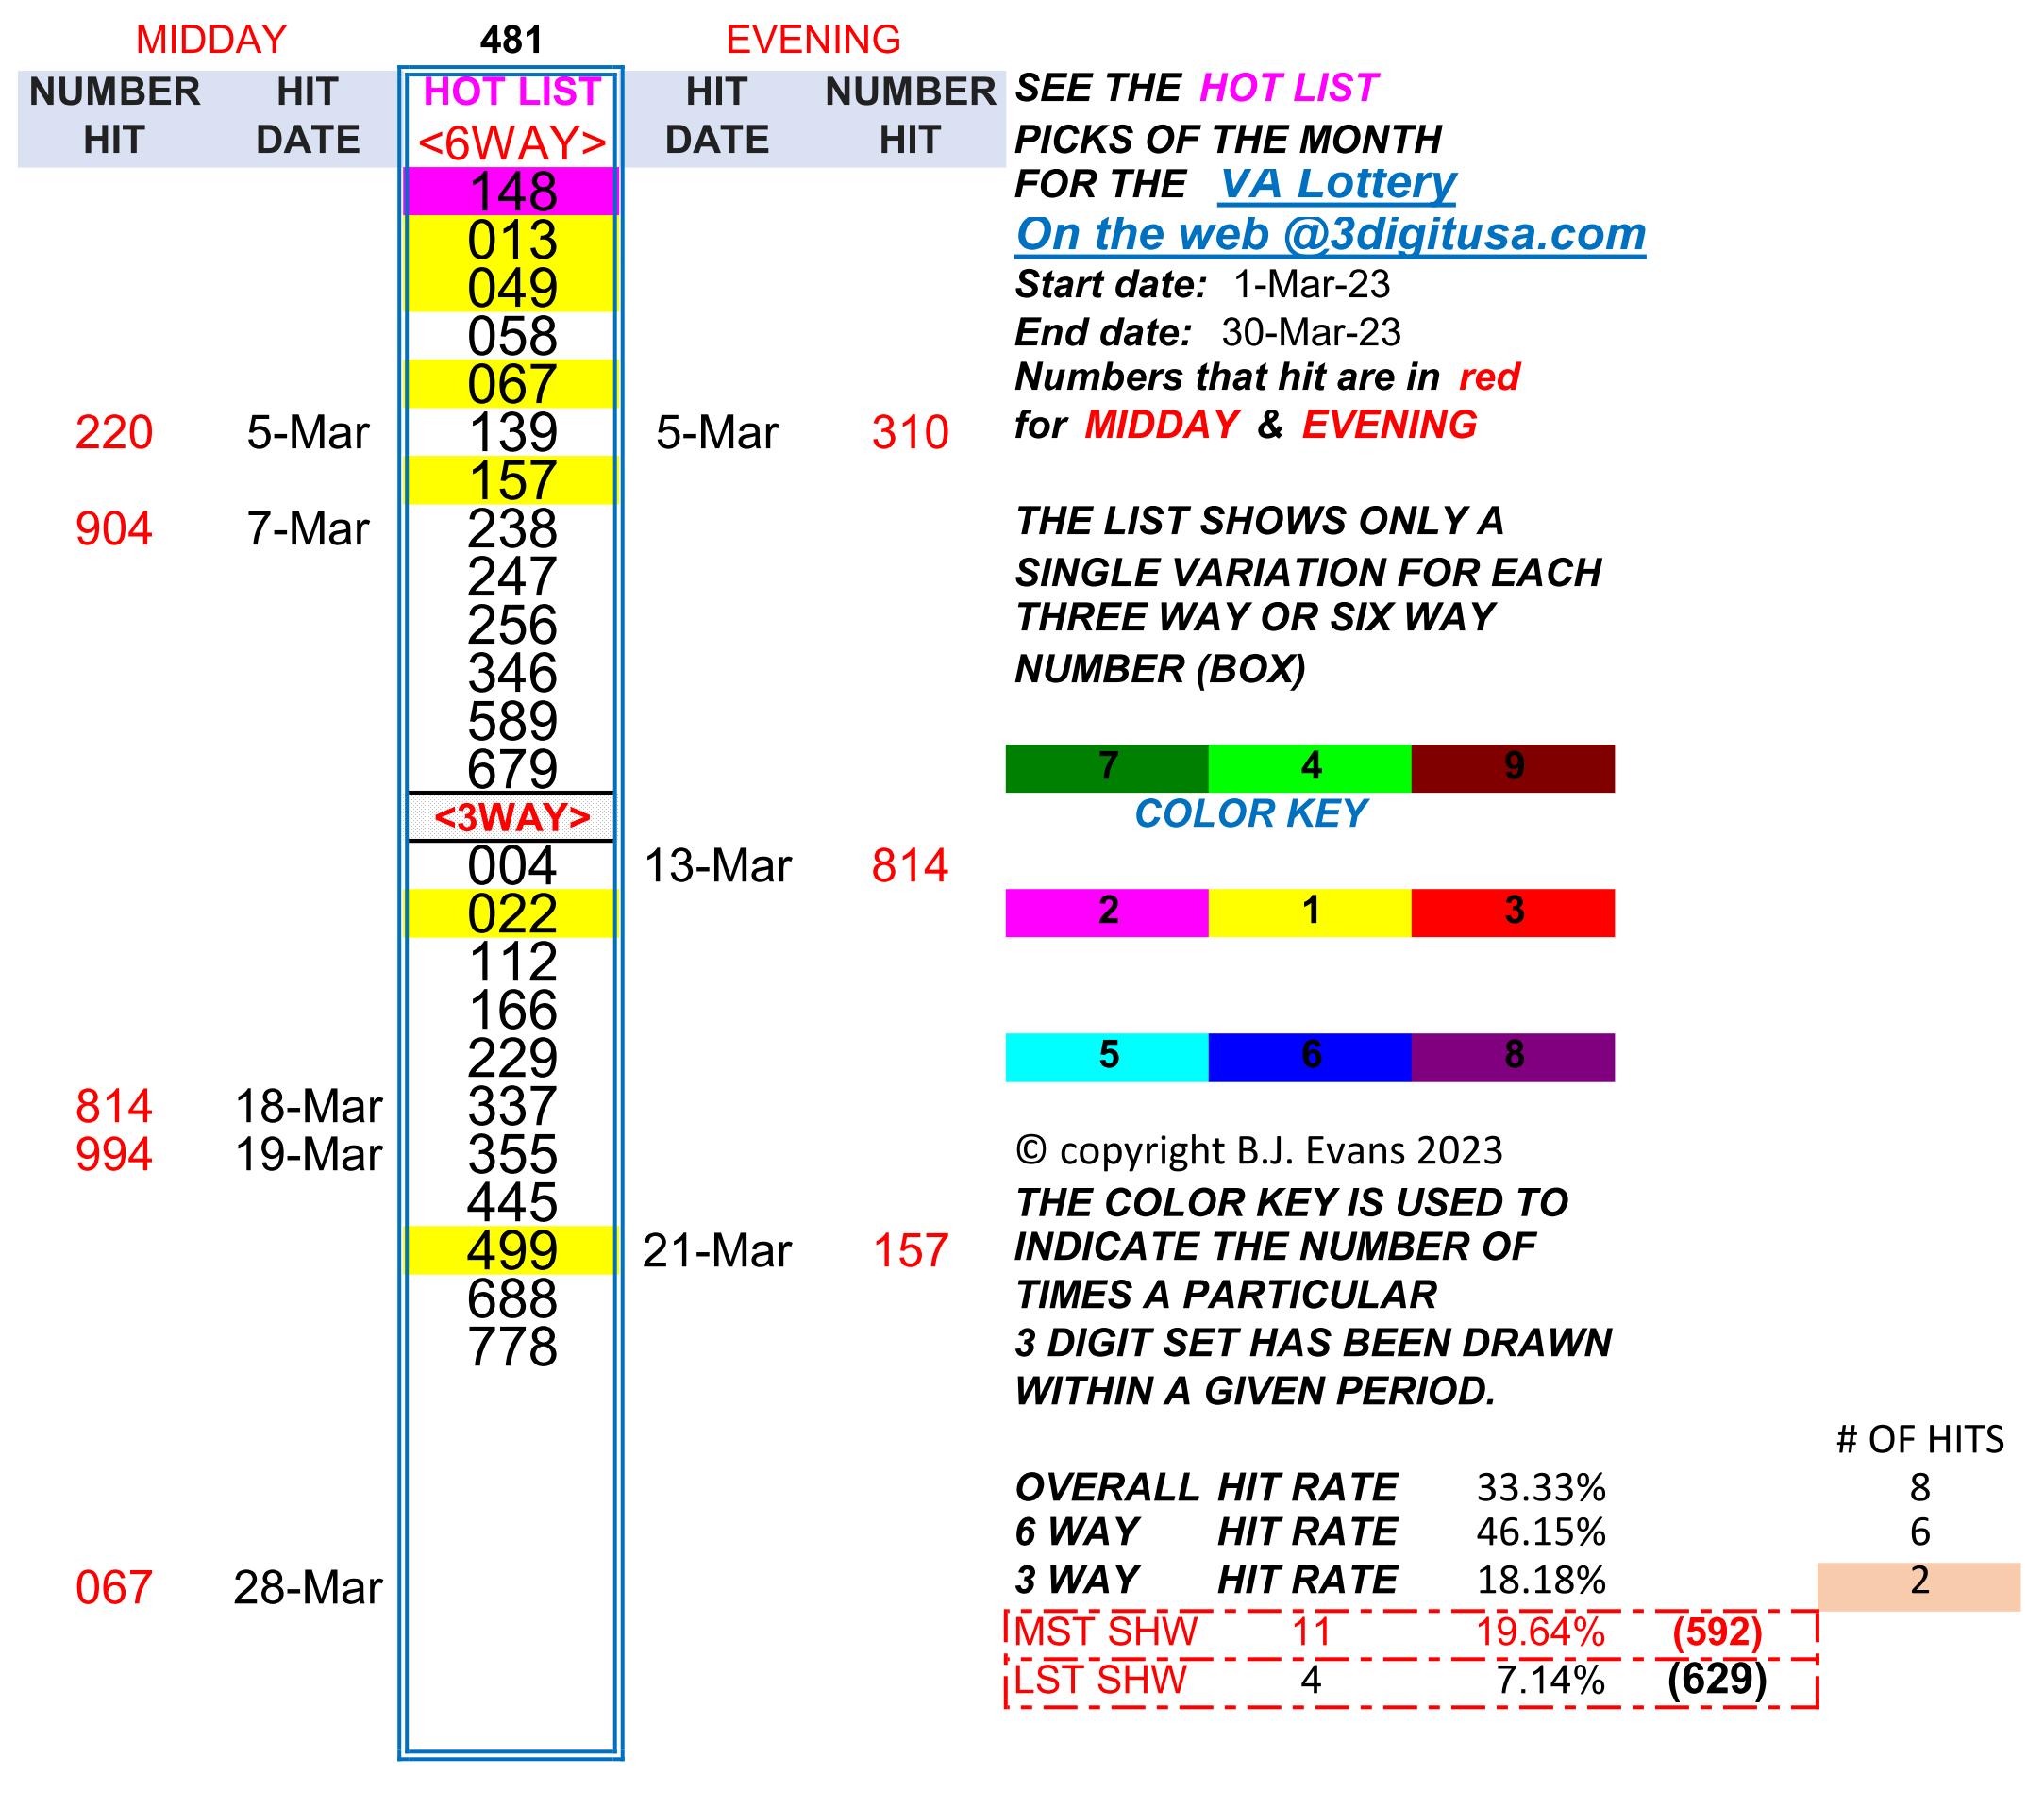 MIDDAY 481 EVENING
NUMBER HIT HOT LIST HIT NUMBER SEE THE HOT LIST
HIT DATE <6WAY> DATE HIT PICKS OF THE MONTH
148 FOR THE VA Lottery
013 On the web @3digitusa.com
049 Start date: 1-Mar-23
058 End date: 30-Mar-23
067 Numbers that hit are in red
220 5-Mar 139 5-Mar 310 for MIDDAY & EVENING
157
904 7-Mar 238 THE LIST SHOWS ONLY A
247 SINGLE VARIATION FOR EACH
256 THREE WAY OR SIX WAY
346 NUMBER (BOX)
589
679 7 4 9
<3WAY> COLOR KEY
004 13-Mar 814
022 2 1 3
112
166
229 5 6 8
814 18-Mar 337
994 19-Mar 355 © copyright B.J. Evans 2023
445 THE COLOR KEY IS USED TO
499 21-Mar 157 INDICATE THE NUMBER OF
688 TIMES A PARTICULAR
778 3 DIGIT SET HAS BEEN DRAWN
WITHIN A GIVEN PERIOD.
# OF HITS
OVERALL HIT RATE 33.33% 8
6 WAY HIT RATE 46.15% 6
067 28-Mar 3 WAY HIT RATE 18.18% 2
MST SHW 11 19.64% (592)
LST SHW 4 7.14% (629)